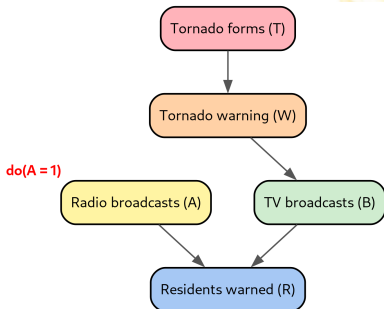 Tornado forms (T)
Tornado warning (W)
do(A = 1)
Radio broadcasts (A)
TV broadcasts (B)
Residents warned (R)